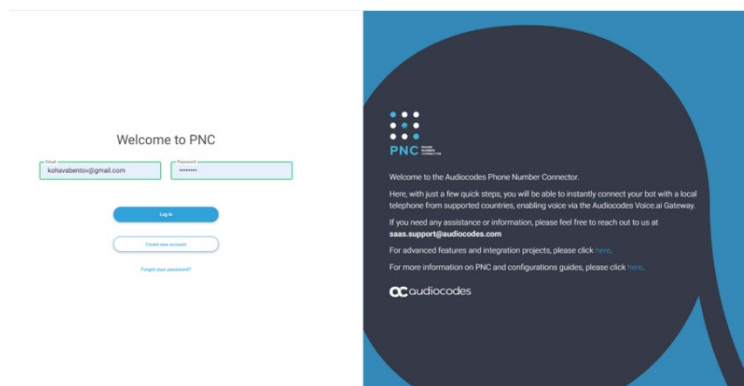 Welcome to PNC
Email
kohavabentov@gmail.com
Password
••••••••
Log in
Create new account
Forgot your password?
PNC PHONE NUMBER CONNECTOR
Welcome to the Audiocodes Phone Number Connector.
Here, with just a few quick steps, you will be able to instantly connect your bot with a local
telephone from supported countries, enabling voice via the Audiocodes Voice.ai Gateway.
If you need any assistance or information, please feel free to reach out to us at
saas.support@audiocodes.com
For advanced features and integration projects, please click here.
For more information on PNC and configurations guides, please click here.
audiocodes